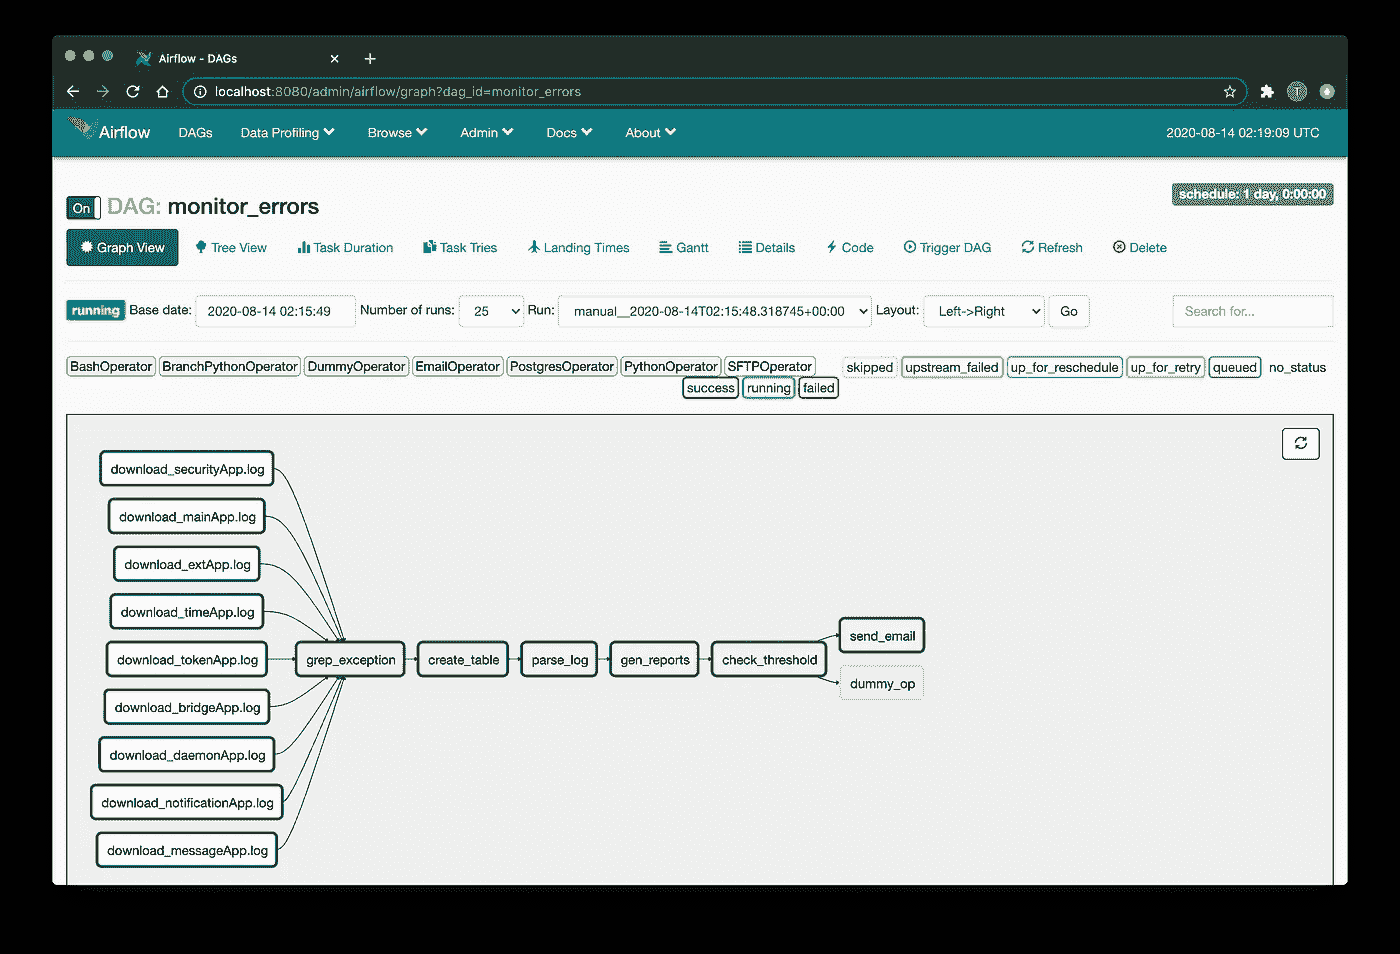 Airflow - DAGs
localhost:8080/admin/airflow/graph?dag_id=monitor_errors
T
Airflow DAGs Data Profiling Browse Admin Docs About 2020-08-14 02:19:09 UTC
schedule: 1 day, 0:00:00
On DAG: monitor_errors
Graph View Tree View Task Duration Task Tries Landing Times Gantt Details Code Trigger DAG Refresh Delete
running Base date: 2020-08-14 02:15:49 Number of runs: 25 Run: manual__2020-08-14T02:15:48.318745+00:00 Layout: Left->Right Go Search for...
BashOperator BranchPythonOperator DummyOperator EmailOperator PostgresOperator PythonOperator SFTPOperator skipped upstream_failed up_for_reschedule up_for_retry queued no_status
success running failed
download_securityApp.log
download_mainApp.log
download_extApp.log
download_timeApp.log
send_email
download_tokenApp.log grep_exception create_table parse_log gen_reports check_threshold
dummy_op
download_bridgeApp.log
download_daemonApp.log
download_notificationApp.log
download_messageApp.log